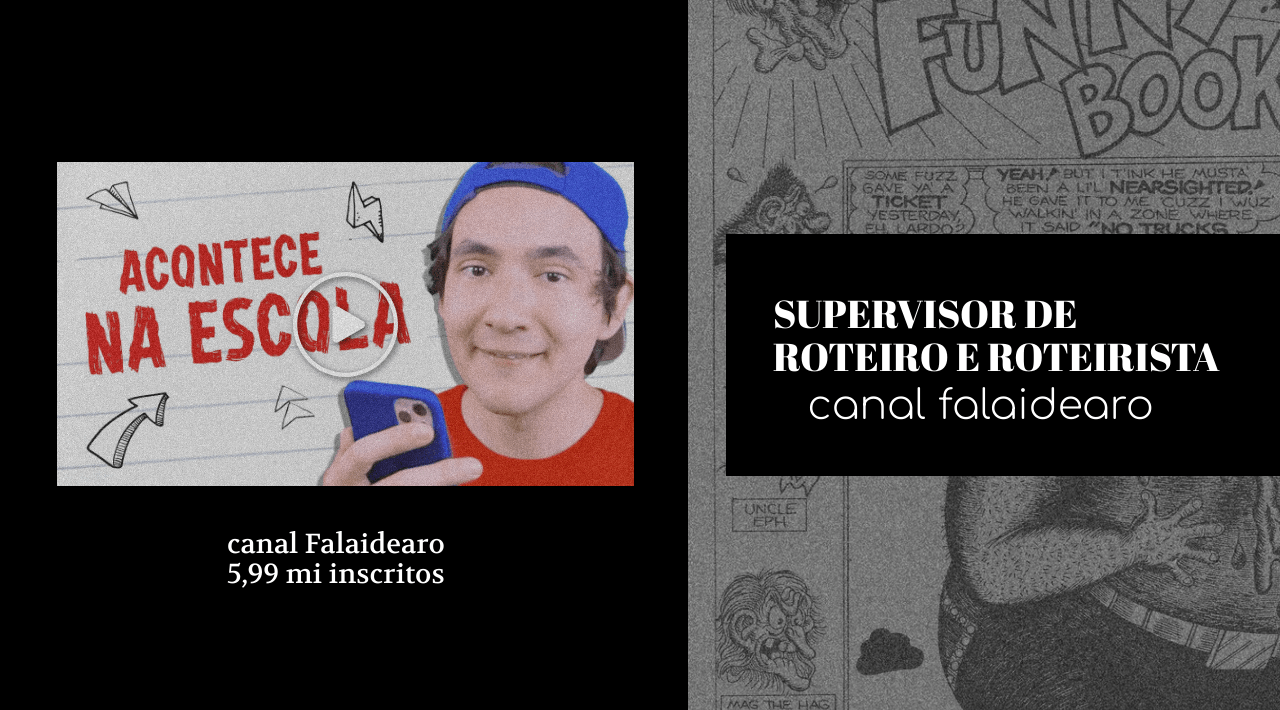 ACONTECE
NA ESCOLA
canal Falaidearo
5,99 mi inscritos
FUNNY
BOOK
SOME FUZZ
GAVE YA' A
TICKET
YESTERDAY,
EH, LARDO?
YEAH, BUT I T'INK HE MUSTA
BEEN A LI'L NEARSIGHTED!
HE GAVE IT TO ME 'CUZZ I WUZ
WALKIN' IN A ZONE WHERE
IT SAID "NO TRUCKS
SUPERVISOR DE
ROTEIRO E ROTEIRISTA
canal falaidearo
UNCLE
EPH
MAG THE HAG